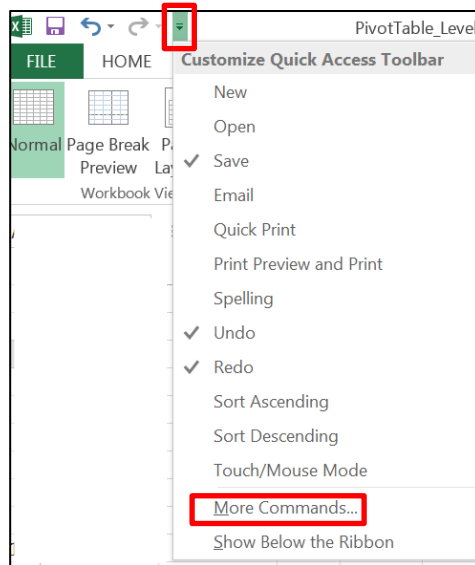 PivotTable_Level
FILE HOME
Customize Quick Access Toolbar
New
Open
Save
Email
Quick Print
Print Preview and Print
Spelling
Undo
Redo
Sort Ascending
Sort Descending
Touch/Mouse Mode
More Commands...
Show Below the Ribbon
Normal Page Break
Preview
Workbook